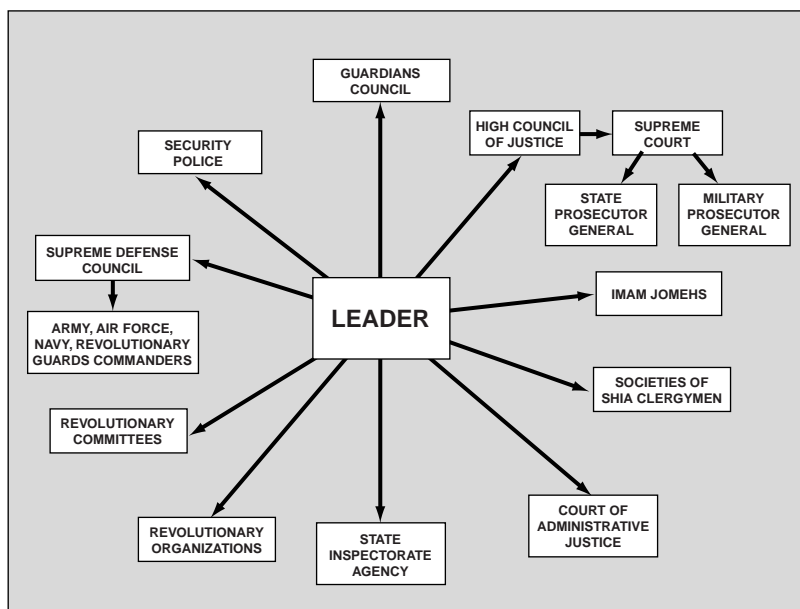 GUARDIANS
COUNCIL
HIGH COUNCIL
OF JUSTICE
SUPREME
COURT
SECURITY
POLICE
STATE
PROSECUTOR
GENERAL
MILITARY
PROSECUTOR
GENERAL
SUPREME DEFENSE
COUNCIL
IMAM JOMEHS
LEADER
ARMY, AIR FORCE,
NAVY, REVOLUTIONARY
GUARDS COMMANDERS
SOCIETIES OF
SHIA CLERGYMEN
REVOLUTIONARY
COMMITTEES
REVOLUTIONARY
ORGANIZATIONS
STATE
INSPECTORATE
AGENCY
COURT OF
ADMINISTRATIVE
JUSTICE